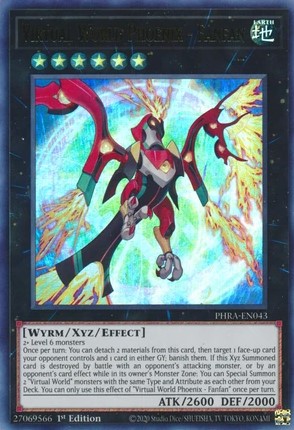 Virtual World Phoenix - Fanfan
EARTH
地
PHRA-EN043
[WYRM/XYZ/EFFECT]
2+ Level 6 monsters
Once per turn: You can detach 2 materials from this card, then target 1 face-up card
your opponent controls and 1 card in either GY; banish them. If this Xyz Summoned
card is destroyed by battle with an opponent's attacking monster, or by an
opponent's card effect while in its owner's Monster Zone: You can Special Summon
2 "Virtual World" monsters with the same Type and Attribute as each other from your
Deck. You can only use this effect of "Virtual World Phoenix - Fanfan" once per turn.
ATK/2600 DEF/2000
27069566 1st Edition ©2020 Studio Dice/SHUEISHA, TV TOKYO, KONAMI